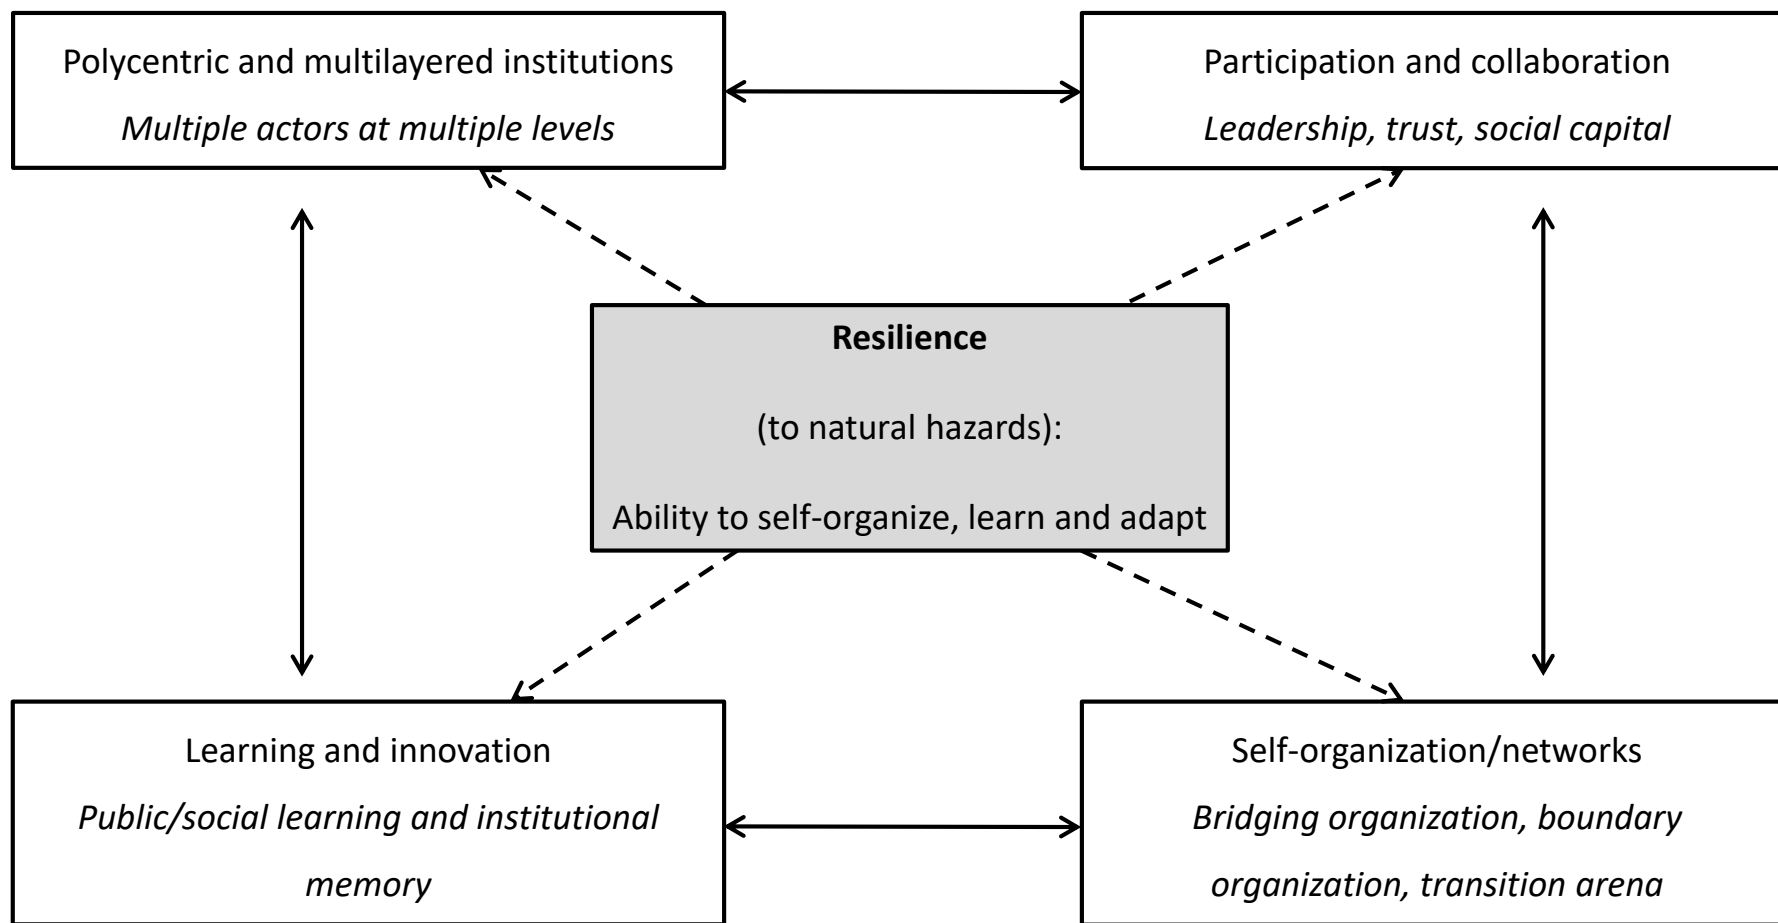 Polycentric and multilayered institutions
Multiple actors at multiple levels
Participation and collaboration
Leadership, trust, social capital
Resilience
(to natural hazards):
Ability to self-organize, learn and adapt
Learning and innovation
Public/social learning and institutional
memory
Self-organization/networks
Bridging organization, boundary
organization, transition arena